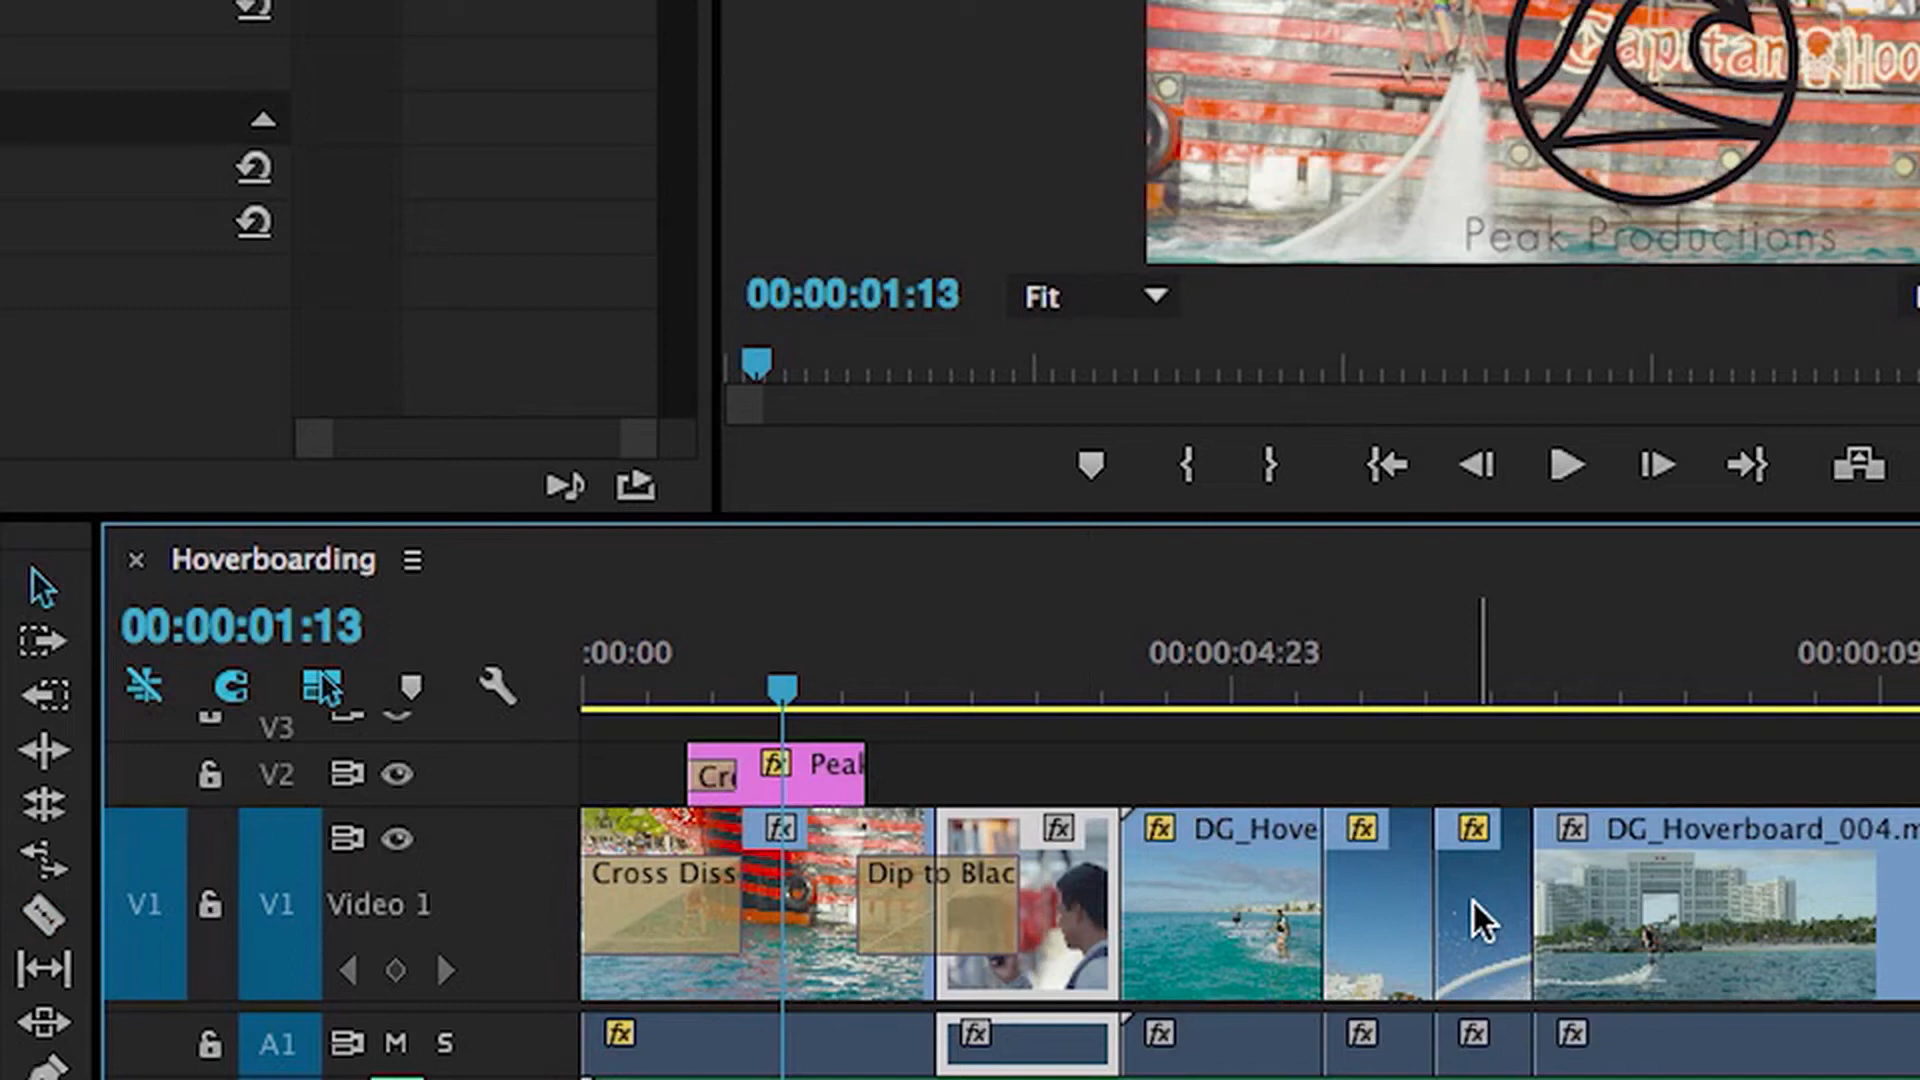 Capitan Hoo
Peak Productions
00:00:01:13
Fit
Hoverboarding
00:00:01:13
:00:00
00:00:04:23
00:00:09
V3
V2
Cr
fx
Peak
V1
V1
Video 1
fx
fx
fx
DG_Hove
fx
fx
fx
DG_Hoverboard_004.m
Cross Diss
Dip to Blac
A1
M
S
fx
fx
fx
fx
fx
fx